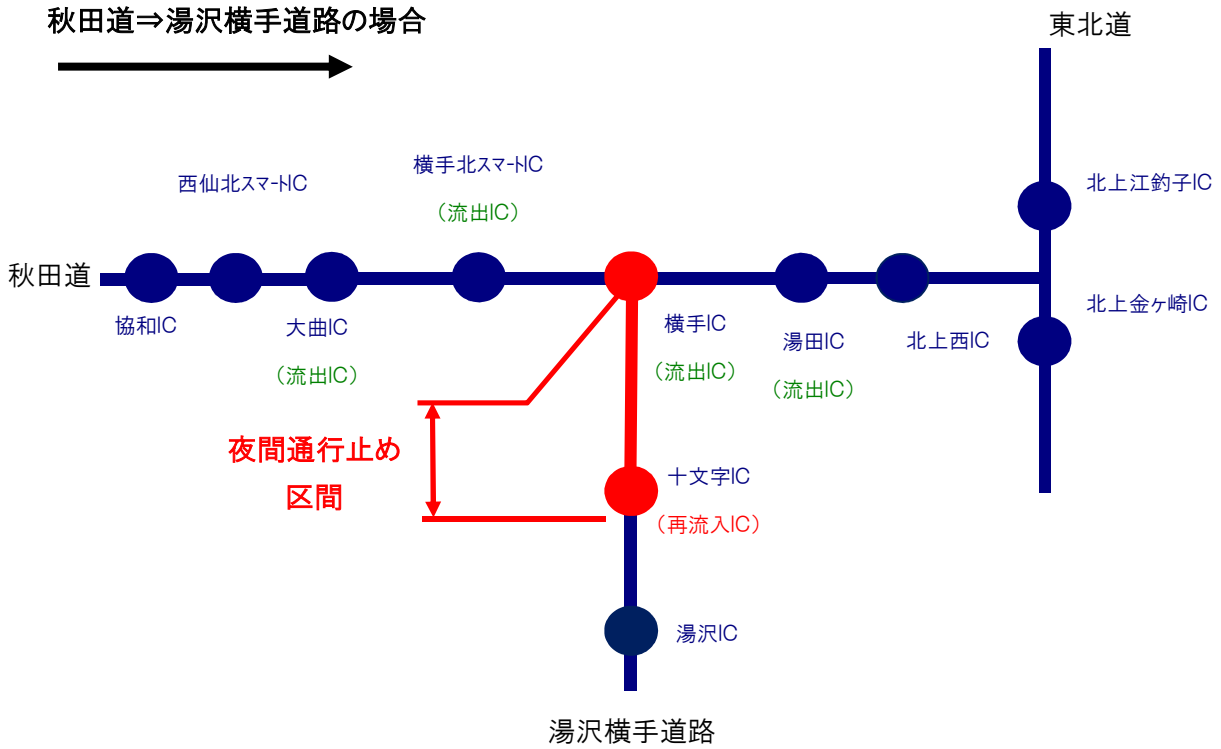 秋田道⇒湯沢横手道路の場合
東北道
横手北スマートIC
(流出IC)
西仙北スマートIC
北上江釣子IC
秋田道
協和IC
大曲IC
(流出IC)
横手IC
(流出IC)
湯田IC
(流出IC)
北上西IC
北上金ヶ崎IC
夜間通行止め
区間
十文字IC
(再流入IC)
湯沢IC
湯沢横手道路